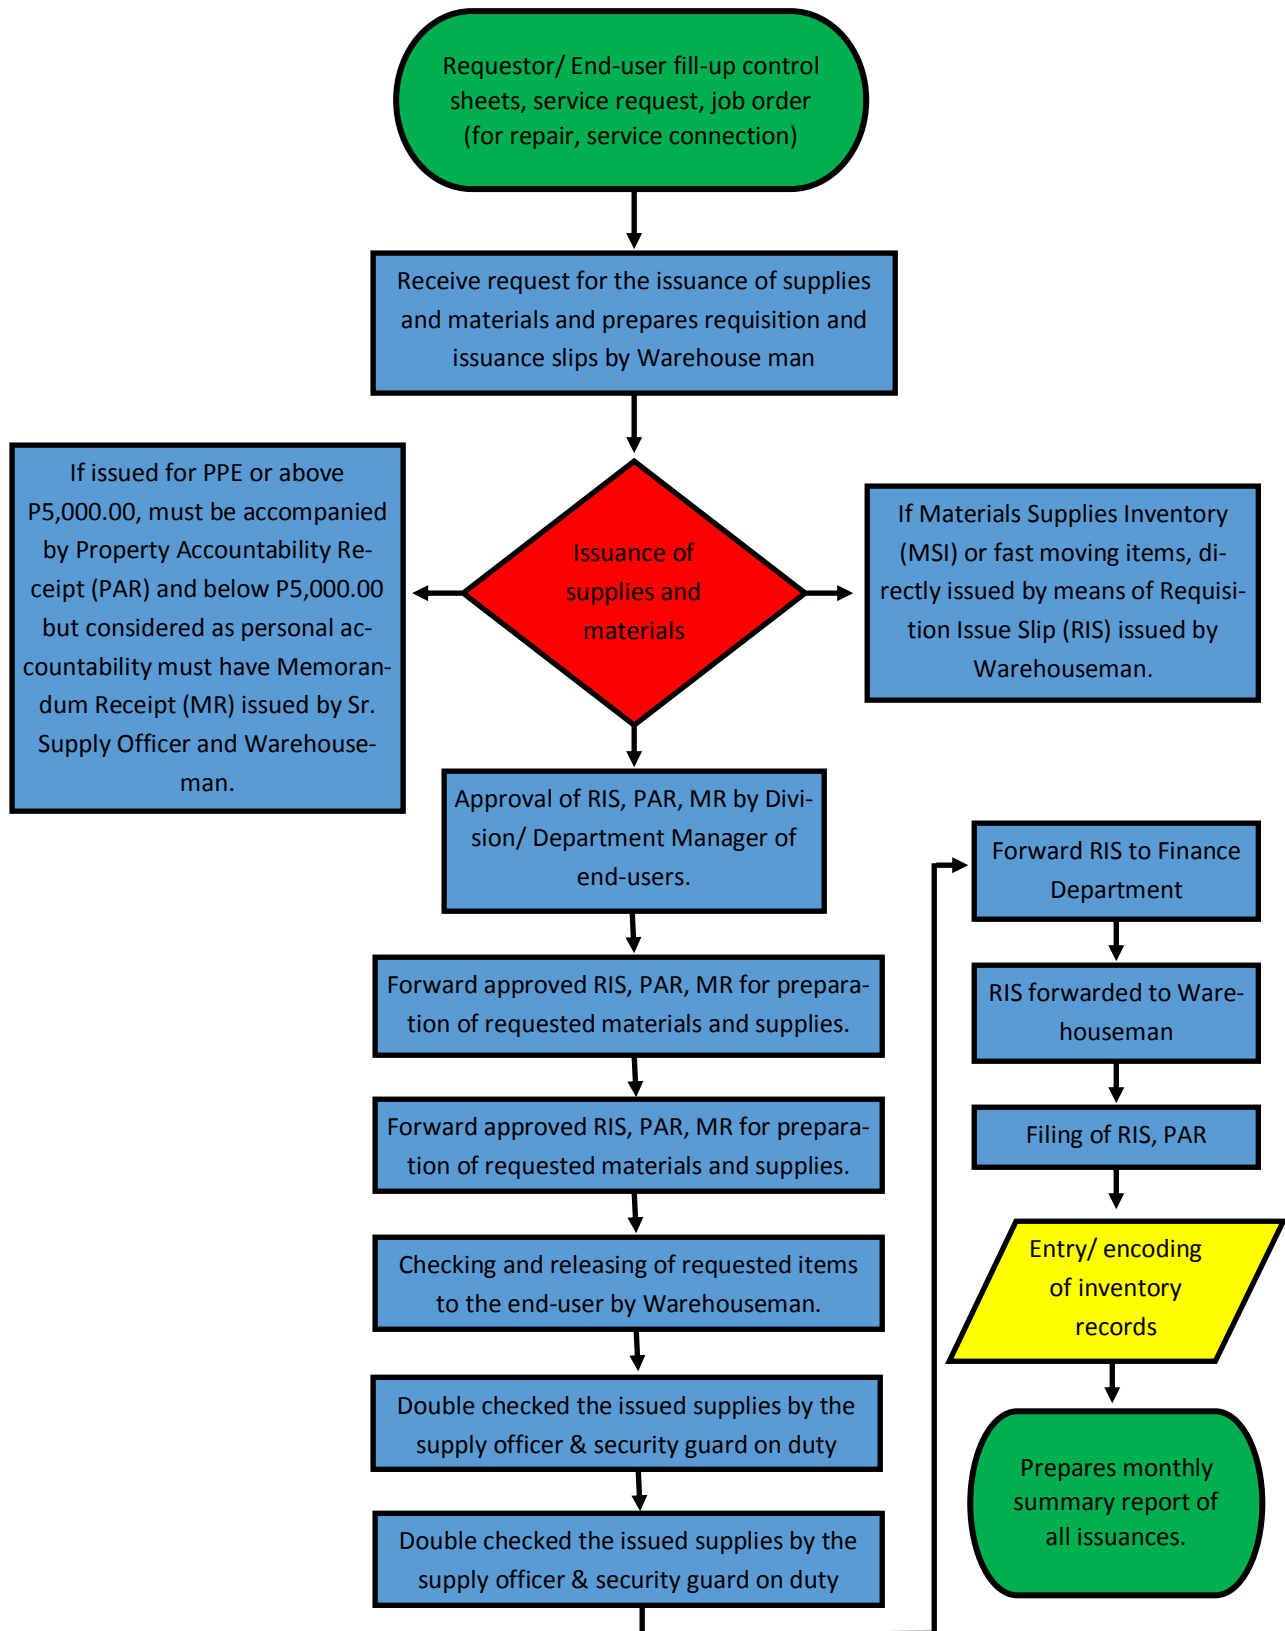 Requestor/ End-user fill-up control
sheets, service request, job order
(for repair, service connection)
Receive request for the issuance of supplies
and materials and prepares requisition and
issuance slips by Warehouse man
If issued for PPE or above
P5,000.00, must be accompanied
by Property Accountability Re-
ceipt (PAR) and below P5,000.00
but considered as personal ac-
countability must have Memoran-
dum Receipt (MR) issued by Sr.
Supply Officer and Warehouse-
man.
Issuance of
supplies and
materials
If Materials Supplies Inventory
(MSI) or fast moving items, di-
rectly issued by means of Requisi-
tion Issue Slip (RIS) issued by
Warehouseman.
Approval of RIS, PAR, MR by Divi-
sion/ Department Manager of
end-users.
Forward approved RIS, PAR, MR for prepara-
tion of requested materials and supplies.
Forward approved RIS, PAR, MR for prepara-
tion of requested materials and supplies.
Checking and releasing of requested items
to the end-user by Warehouseman.
Double checked the issued supplies by the
supply officer & security guard on duty
Double checked the issued supplies by the
supply officer & security guard on duty
Forward RIS to Finance
Department
RIS forwarded to Ware-
houseman
Filing of RIS, PAR
Entry/ encoding
of inventory
records
Prepares monthly
summary report of
all issuances.